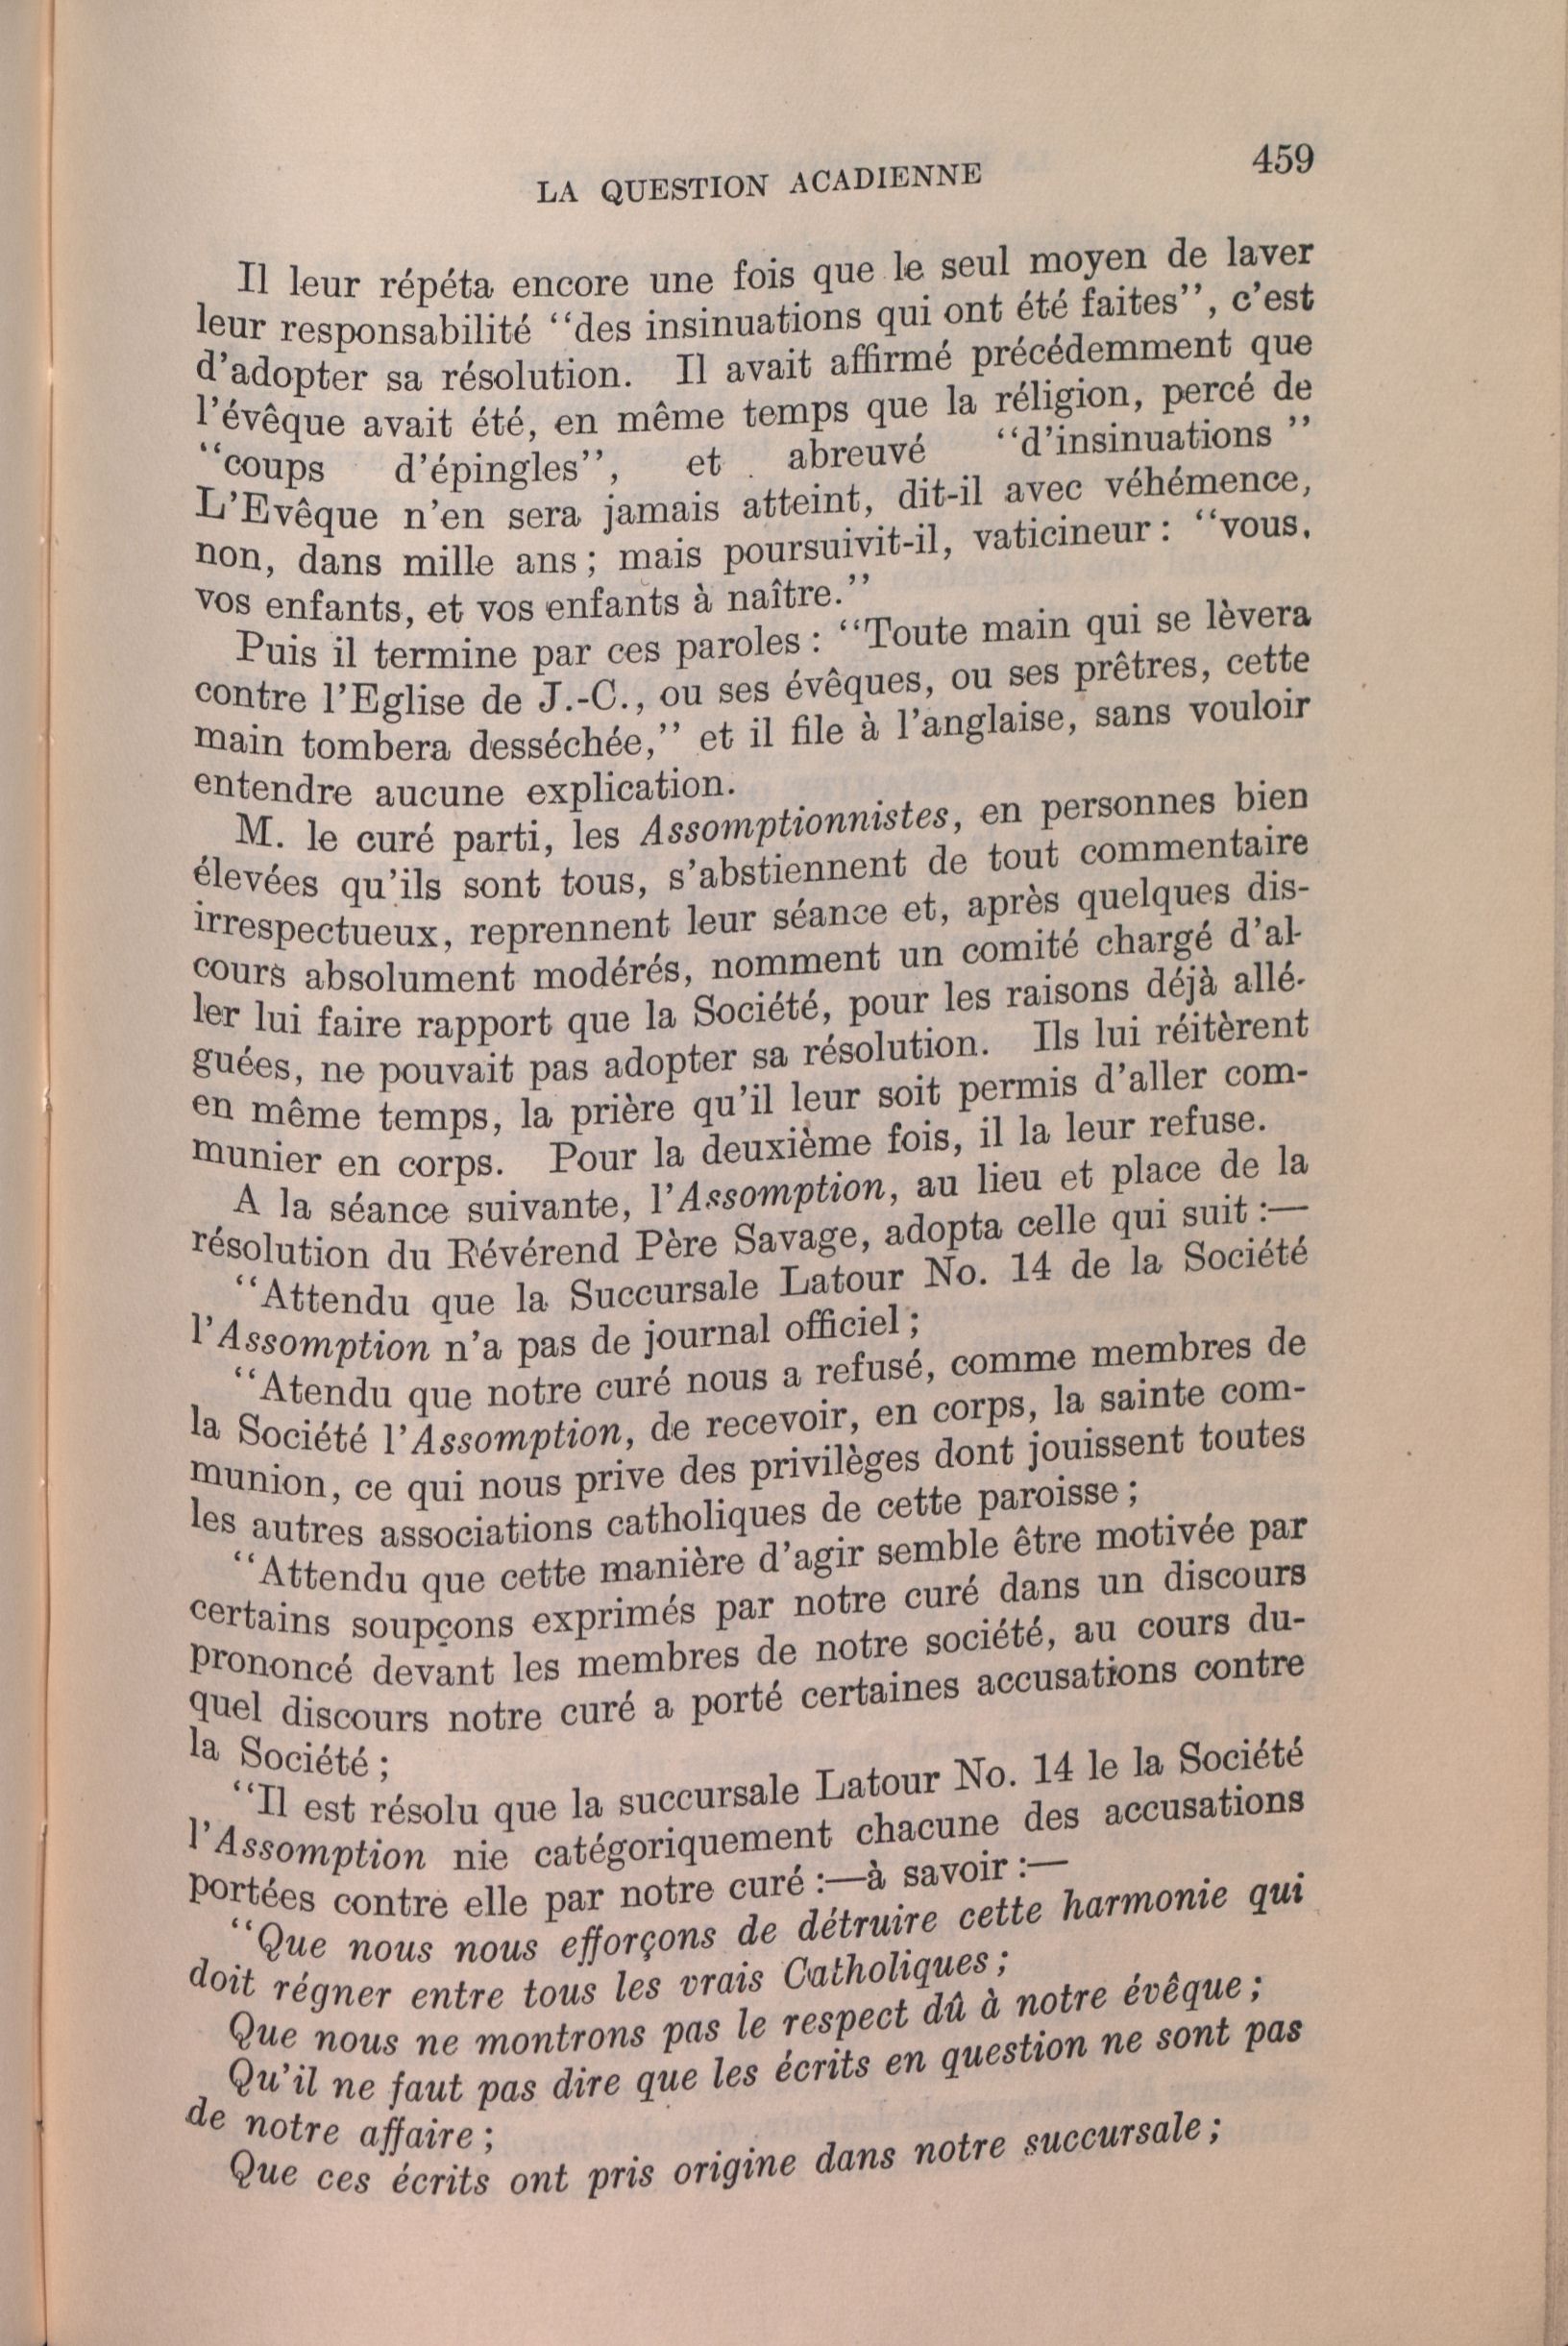 LA QUESTION ACADIENNE 459
Il leur répéta encore une fois que le seul moyen de laver
leur responsabilité ‘‘des insinuations qui ont été faites’’, c’est
d’adopter sa résolution. Il avait affirmé précédemment que
l’évêque avait été, en même temps que la réligion, percé de
‘‘coups d’épingles’’, et abreuvé ‘‘d’insinuations ’’
L’Evêque n’en sera jamais atteint, dit-il avec véhémence,
non, dans mille ans; mais poursuivit-il, vaticineur: ‘‘vous,
vos enfants, et vos enfants à naître.’’
Puis il termine par ces paroles: ‘‘Toute main qui se lèvera
contre l’Eglise de J.-C., ou ses évêques, ou ses prêtres, cette
main tombera desséchée,’’ et il file à l’anglaise, sans vouloir
entendre aucune explication.
M. le curé parti, les Assomptionnistes, en personnes bien
élevées qu’ils sont tous, s’abstiennent de tout commentaire
irrespectueux, reprennent leur séance et, après quelques dis-
cours absolument modérés, nomment un comité chargé d’al-
ler lui faire rapport que la Société, pour les raisons déjà allé-
guées, ne pouvait pas adopter sa résolution. Ils lui réitèrent
en même temps, la prière qu’il leur soit permis d’aller com-
munier en corps. Pour la deuxième fois, il la leur refuse.
A la séance suivante, l’Assomption, au lieu et place de la
résolution du Révérend Père Savage, adopta celle qui suit:—
‘‘Attendu que la Succursale Latour No. 14 de la Société
l’Assomption n’a pas de journal officiel;
‘‘Atendu que notre curé nous a refusé, comme membres de
la Société l’Assomption, de recevoir, en corps, la sainte com-
munion, ce qui nous prive des privilèges dont jouissent toutes
les autres associations catholiques de cette paroisse;
‘‘Attendu que cette manière d’agir semble être motivée par
certains soupçons exprimés par notre curé dans un discours
prononcé devant les membres de notre société, au cours du-
quel discours notre curé a porté certaines accusations contre
la Société;
‘‘Il est résolu que la succursale Latour No. 14 le la Société
l’Assomption nie catégoriquement chacune des accusations
portées contre elle par notre curé:—à savoir:—
‘‘Que nous nous efforçons de détruire cette harmonie qui
doit régner entre tous les vrais Catholiques;
Que nous ne montrons pas le respect dû à notre évêque;
Qu’il ne faut pas dire que les écrits en question ne sont pas
de notre affaire;
Que ces écrits ont pris origine dans notre succursale;